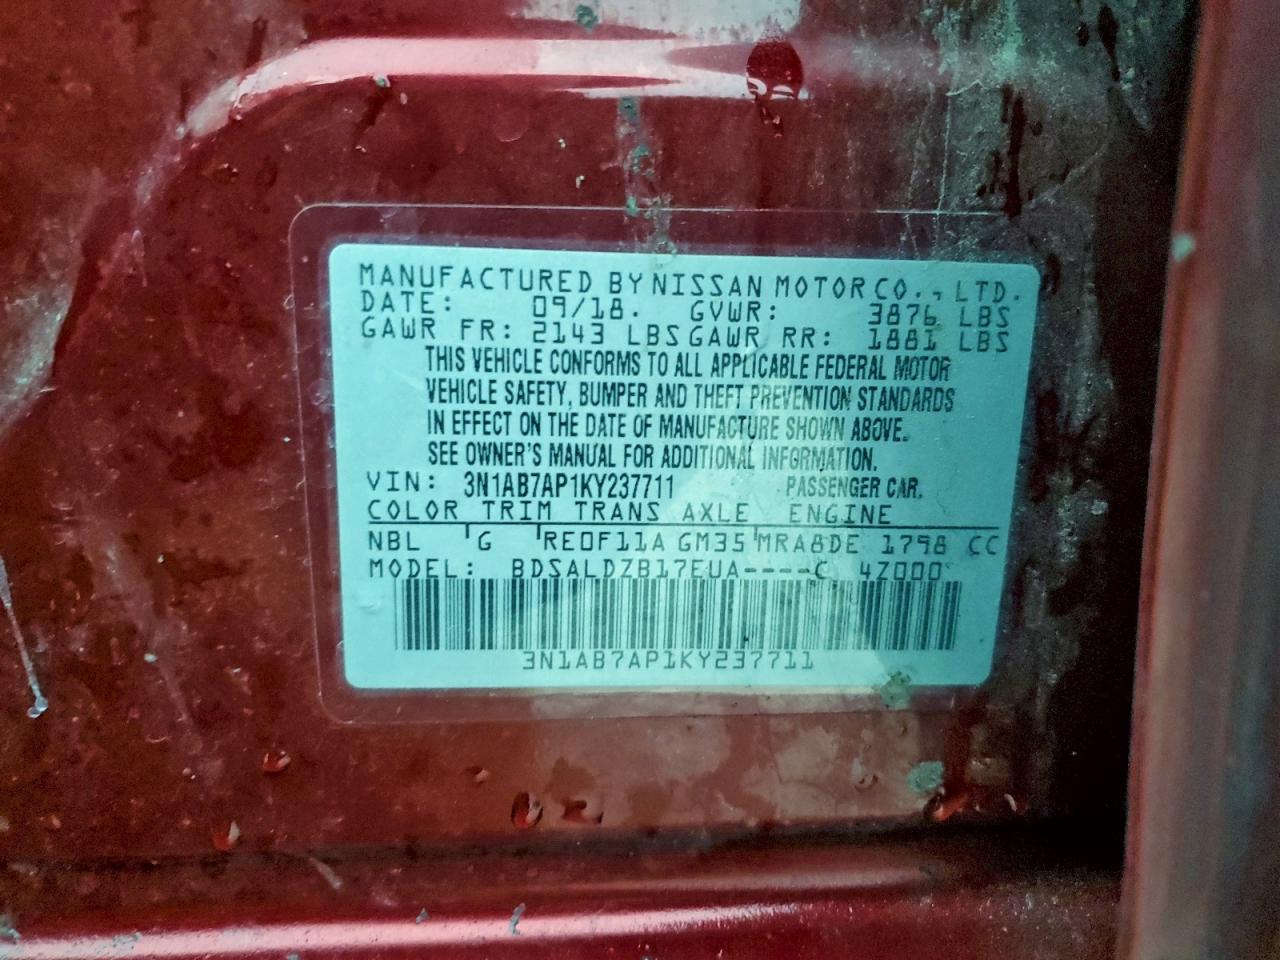 MANUFACTURED BY NISSAN MOTOR CO., LTD.
DATE: 09/18. GVWR: 3876 LBS
GAWR FR: 2143 LBS GAWR RR: 1881 LBS
THIS VEHICLE CONFORMS TO ALL APPLICABLE FEDERAL MOTOR
VEHICLE SAFETY, BUMPER AND THEFT PREVENTION STANDARDS
IN EFFECT ON THE DATE OF MANUFACTURE SHOWN ABOVE.
SEE OWNER'S MANUAL FOR ADDITIONAL INFORMATION.
VIN: 3N1AB7AP1KY237711 PASSENGER CAR.
COLOR TRIM TRANS AXLE ENGINE
NBL G RE0F11A GM35 MRA8DE 1798 CC
MODEL: BDSALDZB17EUA----C 4Z000
3N1AB7AP1KY237711